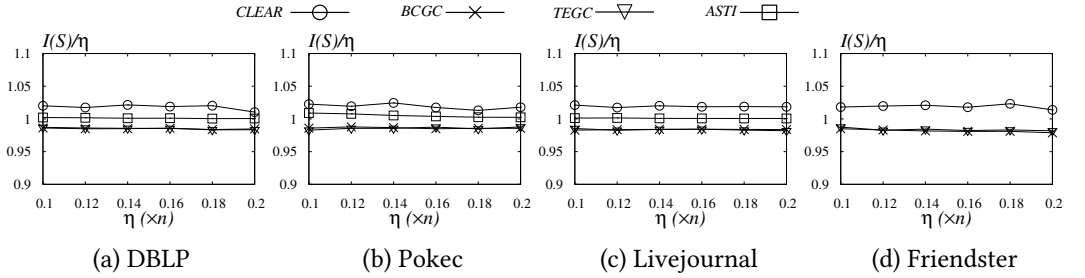 CLEAR BCGC TEGC ASTI
I(S)/η I(S)/η I(S)/η I(S)/η
1.1 1.1 1.1 1.1
1.05 1.05 1.05 1.05
1 1 1 1
0.95 0.95 0.95 0.95
0.9 0.9 0.9 0.9
0.1 0.12 0.14 0.16 0.18 0.2 0.1 0.12 0.14 0.16 0.18 0.2 0.1 0.12 0.14 0.16 0.18 0.2 0.1 0.12 0.14 0.16 0.18 0.2
η (×n) η (×n) η (×n) η (×n)
(a) DBLP (b) Pokec (c) Livejournal (d) Friendster